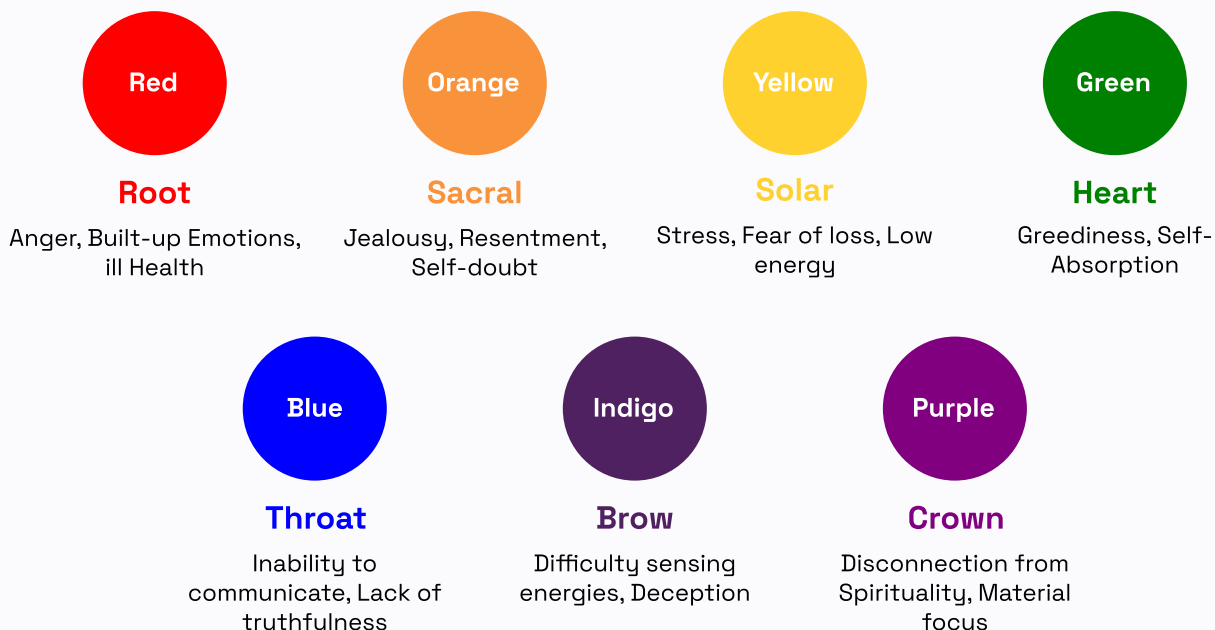 Red
Root
Anger, Built-up Emotions,
ill Health
Orange
Sacral
Jealousy, Resentment,
Self-doubt
Yellow
Solar
Stress, Fear of loss, Low
energy
Green
Heart
Greediness, Self-
Absorption
Blue
Throat
Inability to
communicate, Lack of
truthfulness
Indigo
Brow
Difficulty sensing
energies, Deception
Purple
Crown
Disconnection from
Spirituality, Material
focus